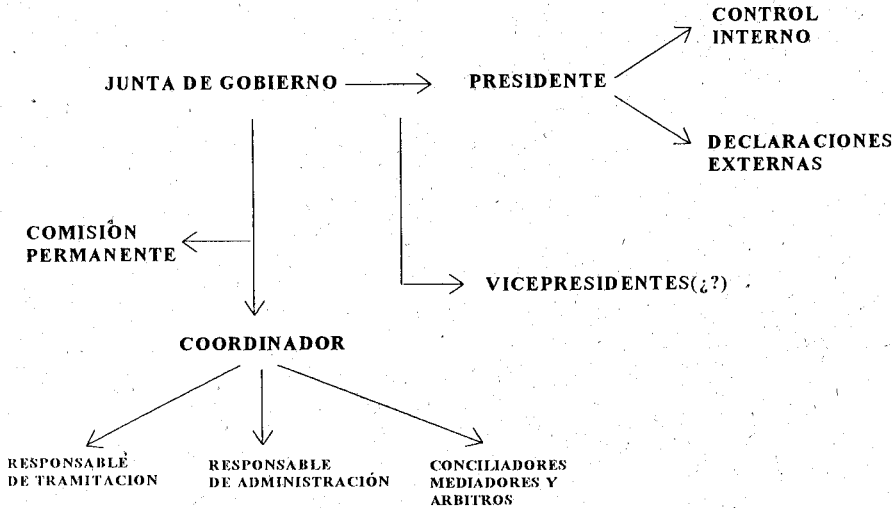 CONTROL
INTERNO
JUNTA DE GOBIERNO
PRESIDENTE
DECLARACIONES
EXTERNAS
COMISIÓN
PERMANENTE
VICEPRESIDENTES(¿?)
COORDINADOR
RESPONSABLE
DE TRAMITACION
RESPONSABLE
DE ADMINISTRACIÓN
CONCILIADORES
MEDIADORES Y
ARBITROS